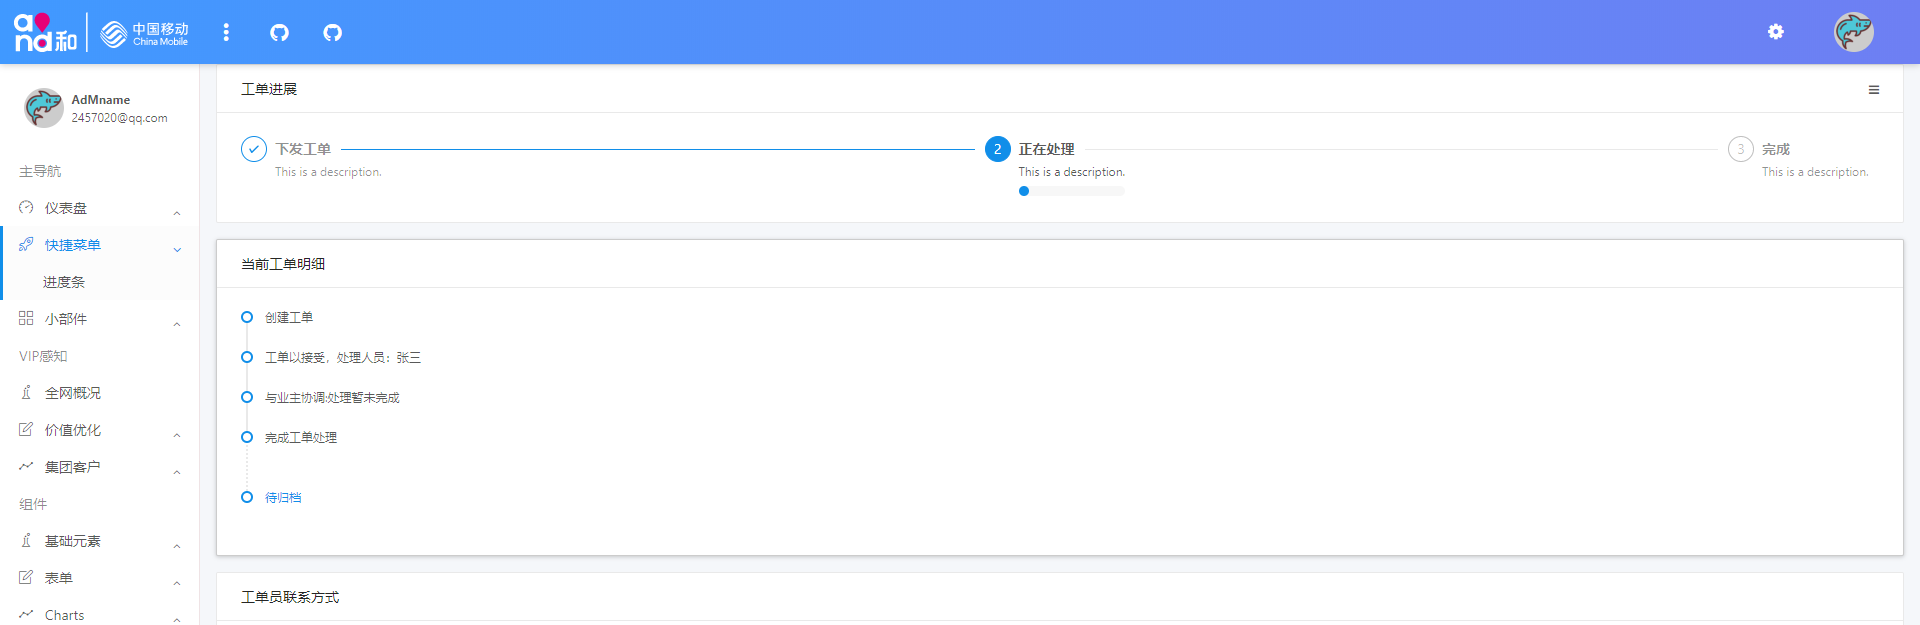 and和
中国移动
China Mobile
AdMname
2457020@qq.com
主导航
仪表盘
快捷菜单
进度条
小部件
VIP感知
全网概况
价值优化
集团客户
组件
基础元素
表单
Charts
工单进展
下发工单
This is a description.
2
正在处理
This is a description.
3
完成
This is a description.
当前工单明细
创建工单
工单以接受，处理人员：张三
与业主协调:处理暂未完成
完成工单处理
待归档
工单员联系方式